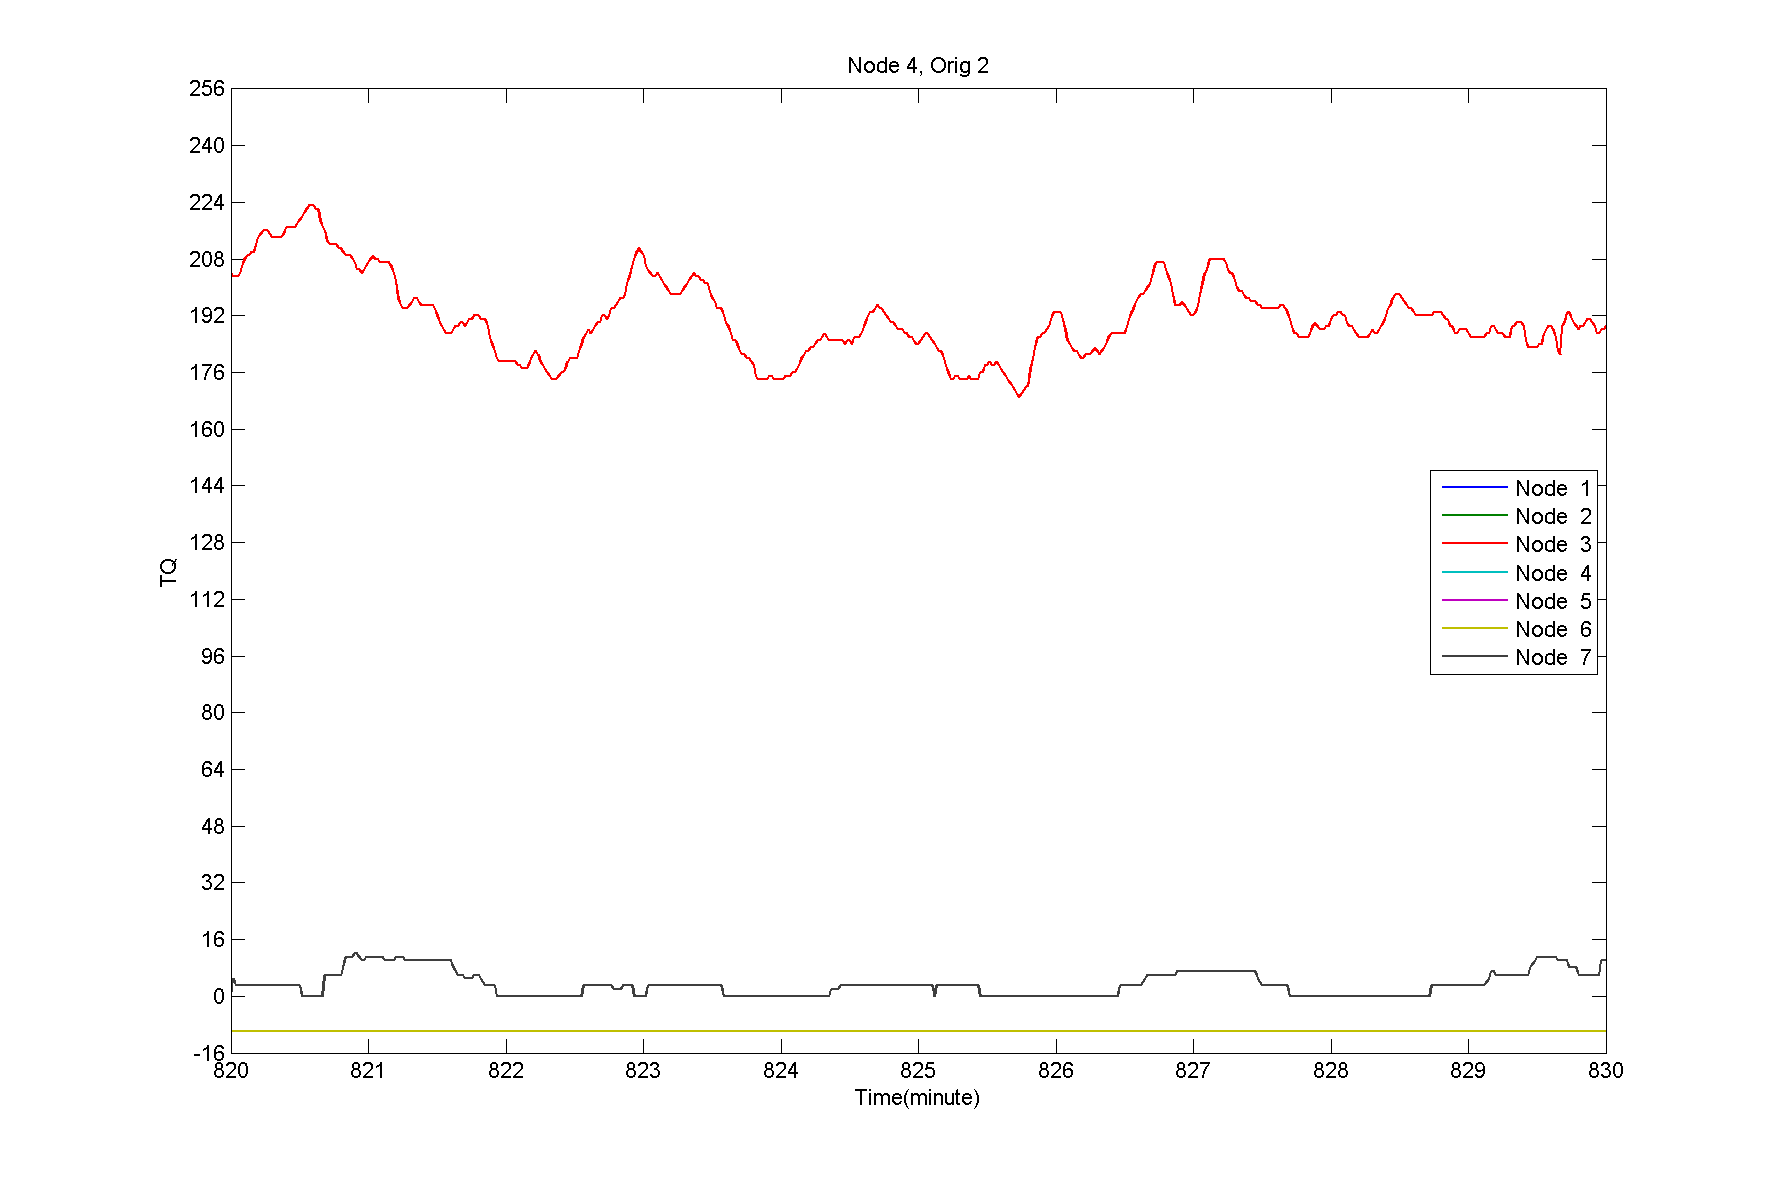 Node 4, Orig 2
256
240
224
208
192
176
160
144
128
112
96
80
64
48
32
16
0
-16
TQ
Node 1
Node 2
Node 3
Node 4
Node 5
Node 6
Node 7
820 821 822 823 824 825 826 827 828 829 830
Time(minute)